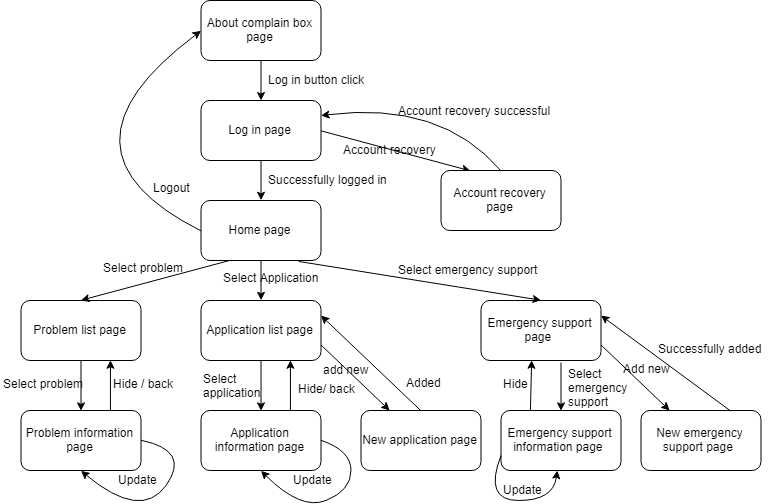 About complain box
page
Log in button click
Account recovery successful
Log in page
Account recovery
Successfully logged in
Logout
Account recovery
page
Home page
Select problem
Select Application
Select emergency support
Problem list page
Application list page
Emergency support
page
Successfully added
Select problem
Hide / back
Select
application
add new
Hide/ back
Added
Hide
Select
emergency
support
Add new
Problem information
page
Application
information page
New application page
Emergency support
information page
New emergency
support page
Update
Update
Update